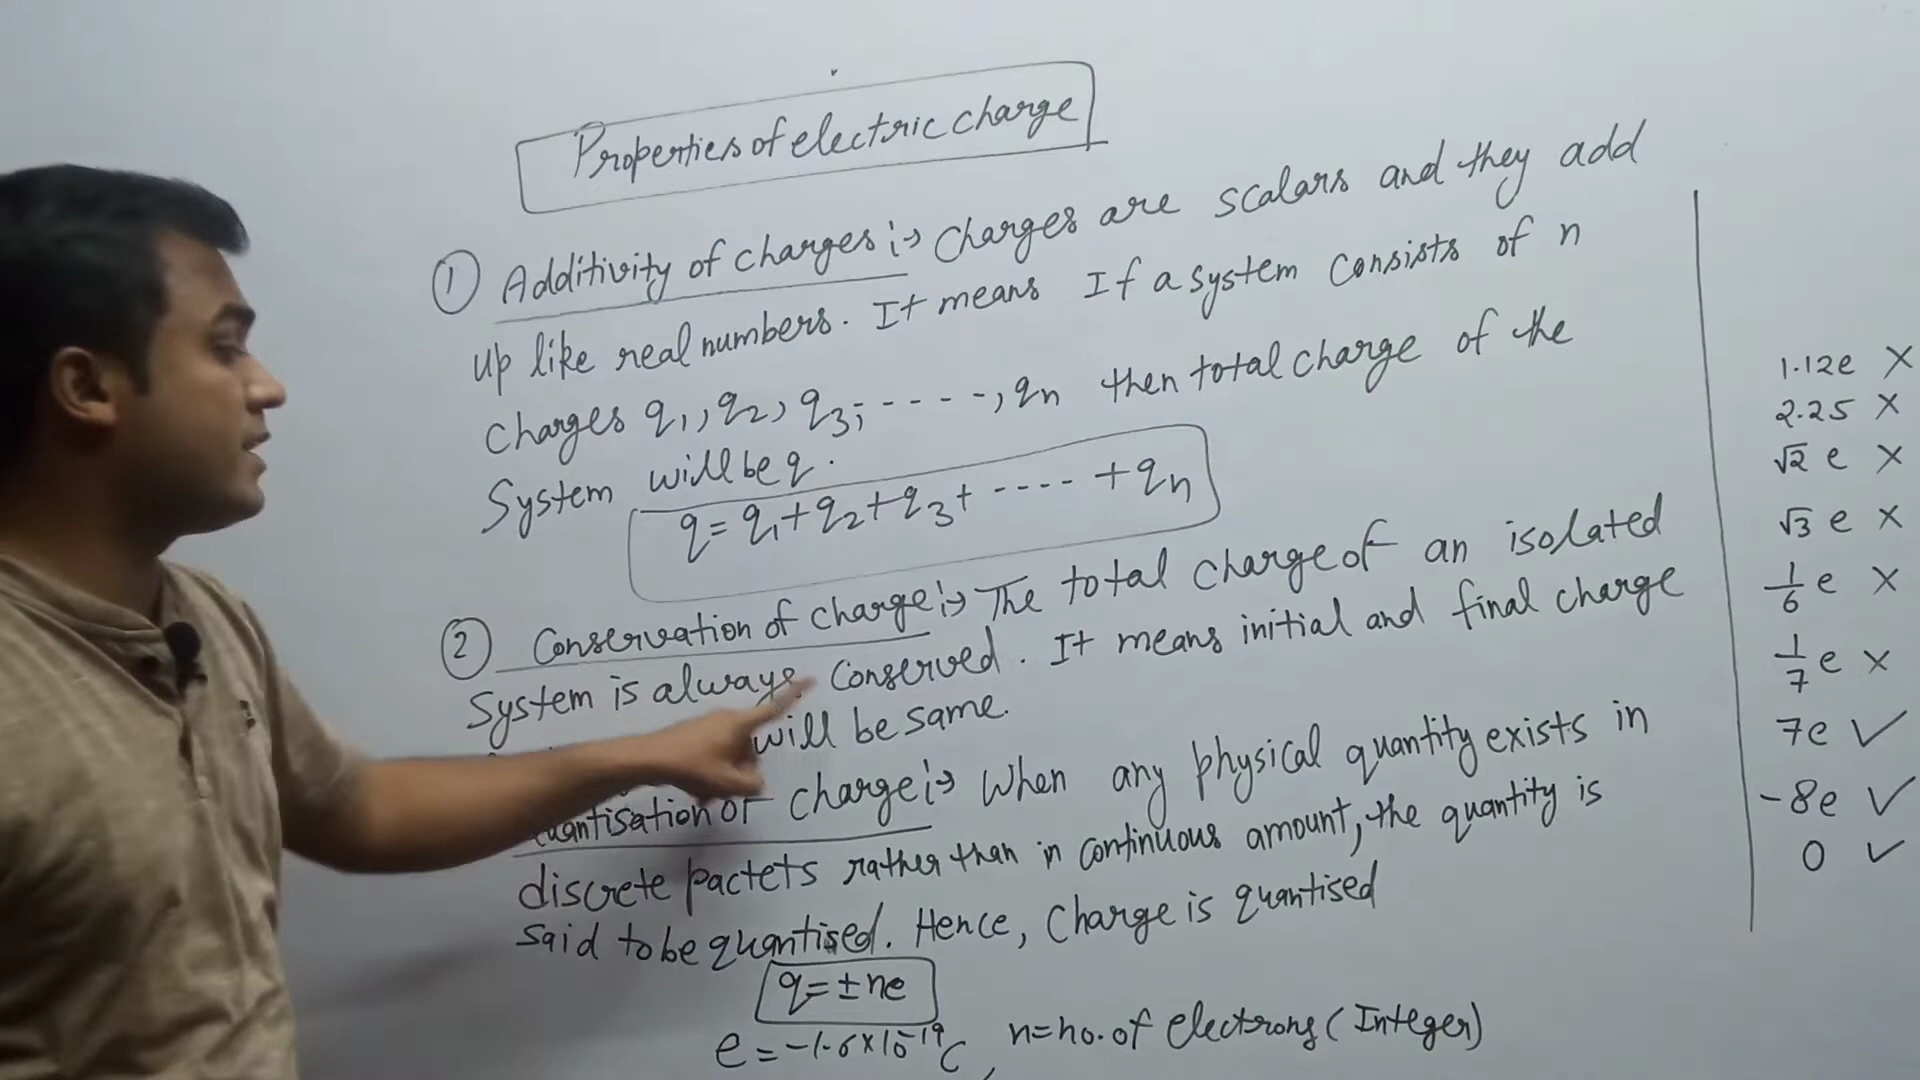 Properties of electric charge
① Additivity of charges :→ Charges are scalars and they add
up like real numbers. It means If a system consists of n
charges q₁, q₂, q₃, - - - - -, qₙ then total charge of the
System will be q.
q = q₁+q₂+q₃+ - - - - +qₙ
② Conservation of charge :→ The total charge of an isolated
System is always conserved. It means initial and final charge
will be same.
uantisation of charge :→ When any physical quantity exists in
discrete pactets rather than in continuous amount, the quantity is
said to be quantised. Hence, Charge is quantised
q = ±ne
e = -1.6×10⁻¹⁹C, n = no. of electrons (Integer)
1.12e ×
2.25 ×
√2 e ×
√3 e ×
1/6 e ×
1/7 e ×
7e ✓
-8e ✓
0 ✓